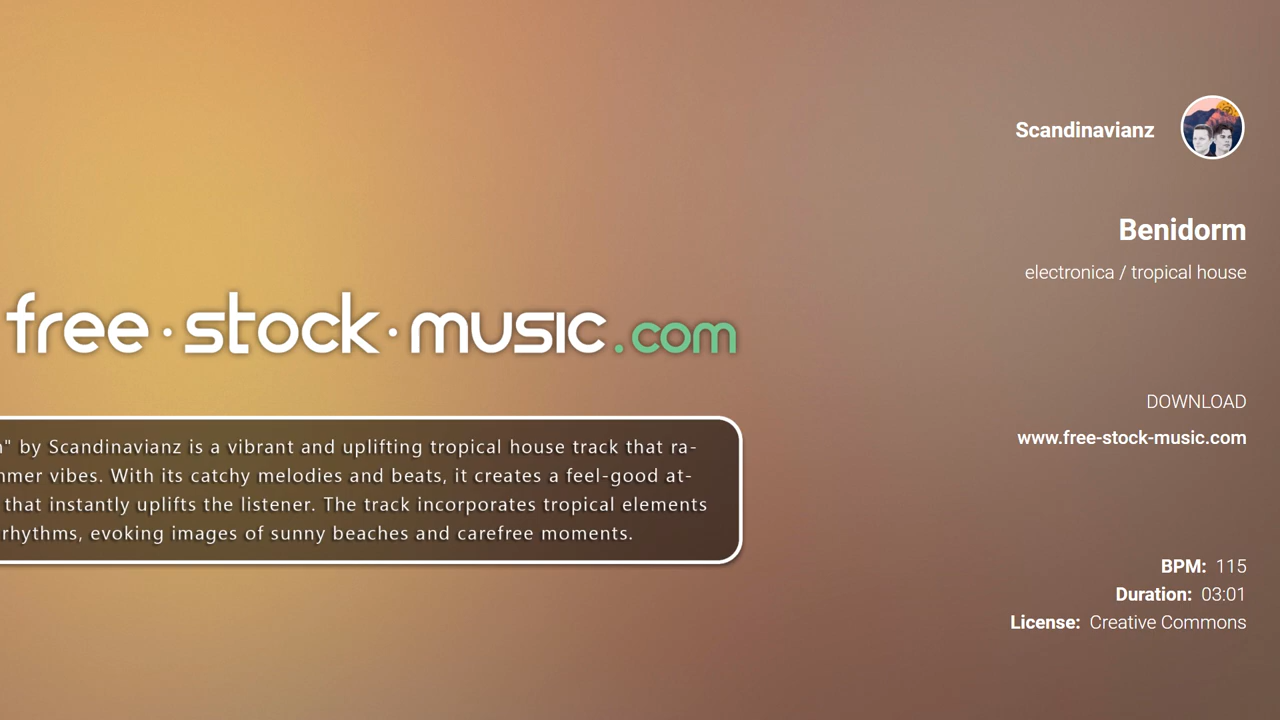 Scandinavianz
Benidorm
electronica / tropical house
free·stock·music.com
" by Scandinavianz is a vibrant and uplifting tropical house track that ra-
vibes. With its catchy melodies and beats, it creates a feel-good at-
that instantly uplifts the listener. The track incorporates tropical elements
rhythms, evoking images of sunny beaches and carefree moments.
DOWNLOAD
www.free-stock-music.com
BPM: 115
Duration: 03:01
License: Creative Commons